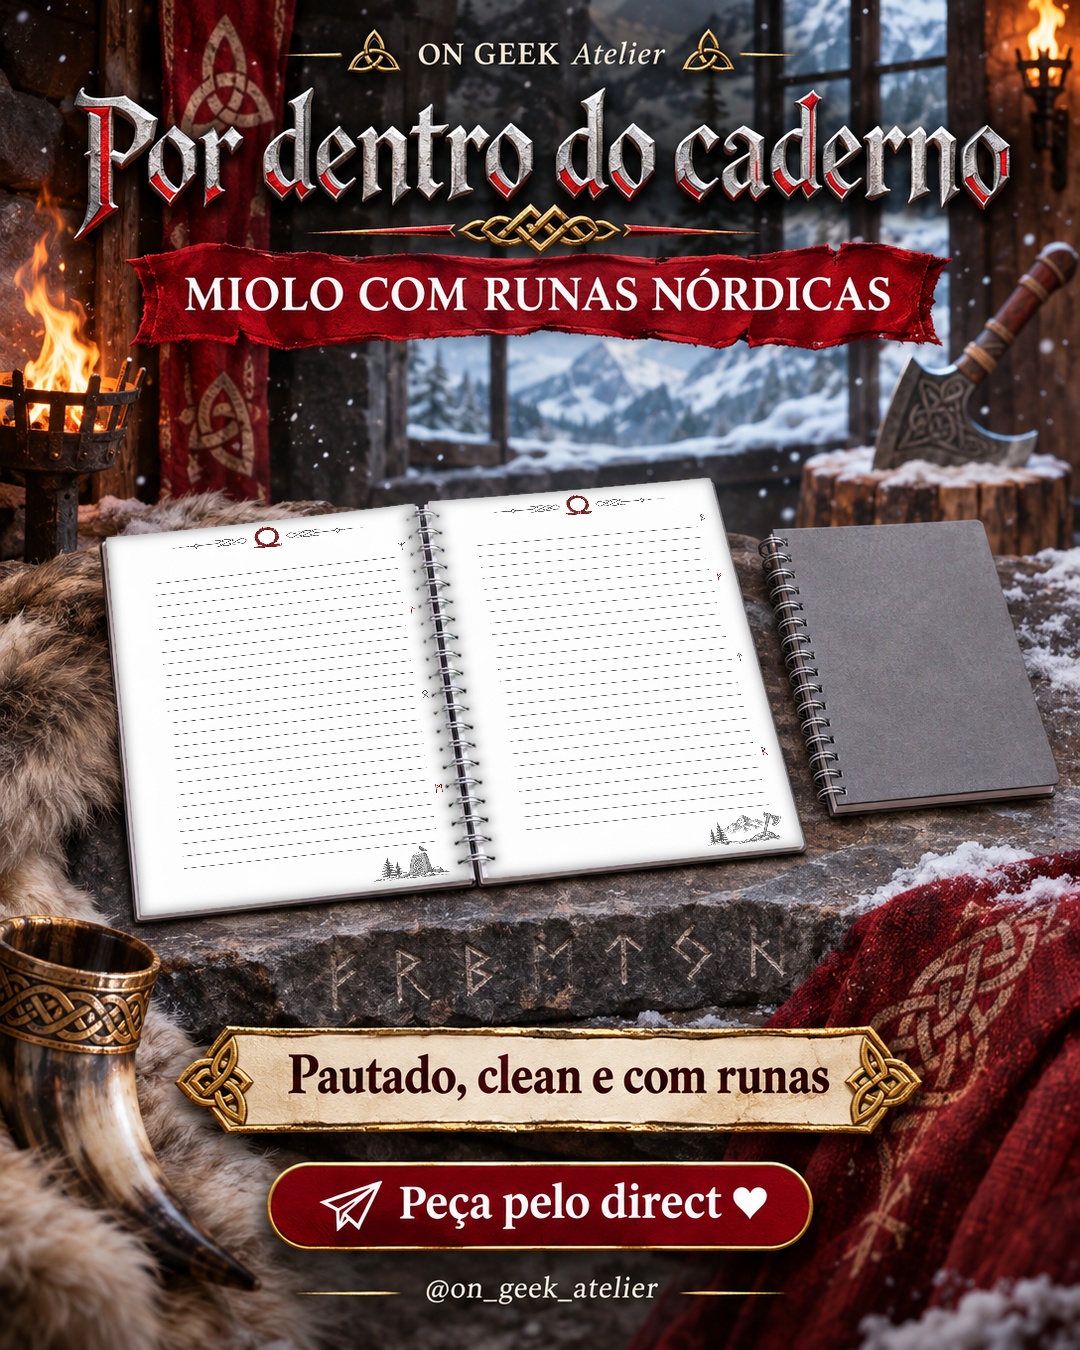 ON GEEK Atelier
Por dentro do caderno
MIOLO COM RUNAS NÓRDICAS
ᚠ ᚱ ᛒ
Pautado, clean e com runas
Peça pelo direct
@on_geek_atelier